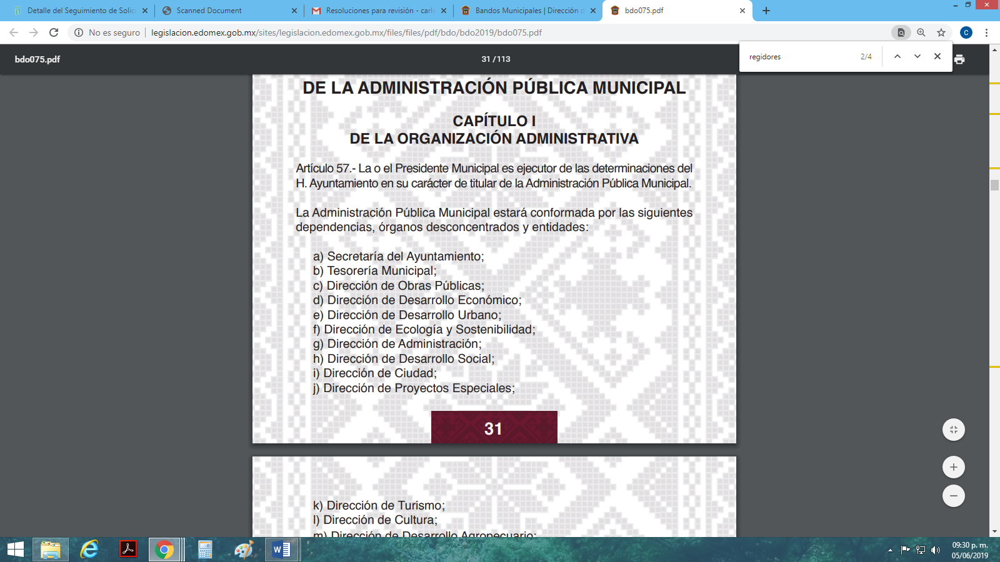 Detalle del Seguimiento de Solici
Scanned Document
Resoluciones para revisión - carlo
Bandos Municipales | Dirección d
bdo075.pdf
No es seguro
legislacion.edomex.gob.mx/sites/legislacion.edomex.gob.mx/files/files/pdf/bdo/bdo2019/bdo075.pdf
C
bdo075.pdf
31 / 113
regidores
2/4
DE LA ADMINISTRACIÓN PÚBLICA MUNICIPAL
CAPÍTULO I
DE LA ORGANIZACIÓN ADMINISTRATIVA
Artículo 57.- La o el Presidente Municipal es ejecutor de las determinaciones del
H. Ayuntamiento en su carácter de titular de la Administración Pública Municipal.
La Administración Pública Municipal estará conformada por las siguientes
dependencias, órganos desconcentrados y entidades:
a) Secretaría del Ayuntamiento;
b) Tesorería Municipal;
c) Dirección de Obras Públicas;
d) Dirección de Desarrollo Económico;
e) Dirección de Desarrollo Urbano;
f) Dirección de Ecología y Sostenibilidad;
g) Dirección de Administración;
h) Dirección de Desarrollo Social;
i) Dirección de Ciudad;
j) Dirección de Proyectos Especiales;
31
k) Dirección de Turismo;
l) Dirección de Cultura;
m) Dirección de Desarrollo Agropecuario;
09:30 p. m.
05/06/2019